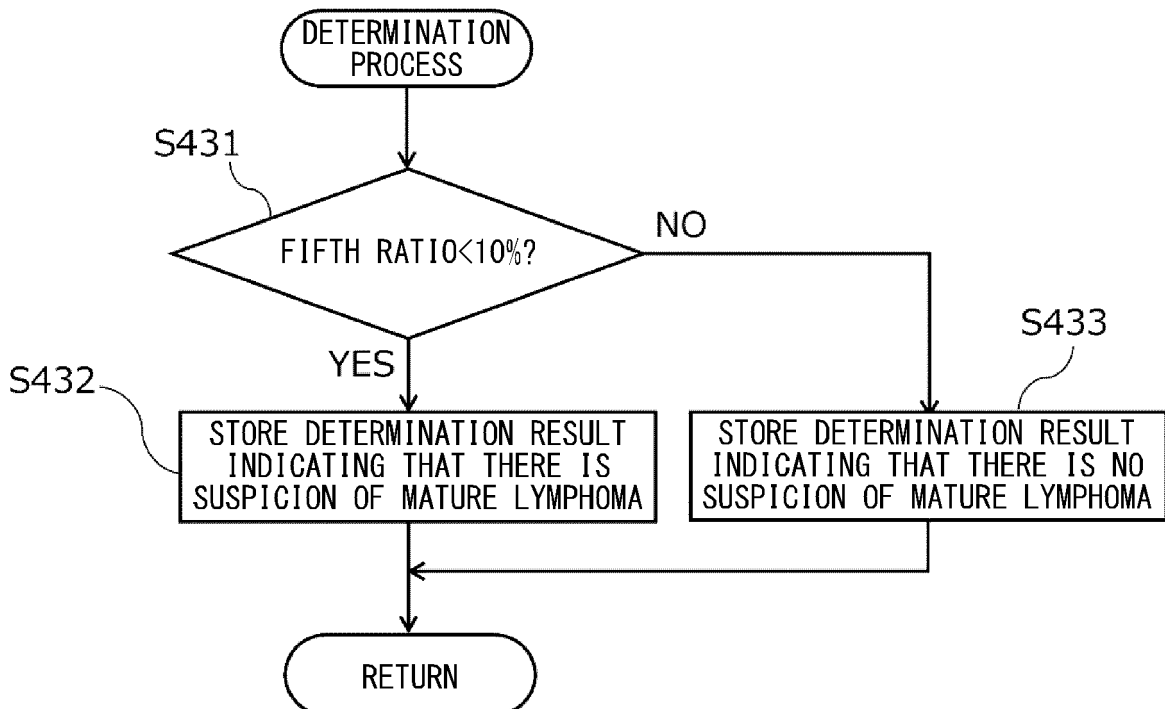 DETERMINATION
PROCESS
S431
FIFTH RATIO<10%?
NO
YES
S432
STORE DETERMINATION RESULT
INDICATING THAT THERE IS
SUSPICION OF MATURE LYMPHOMA
S433
STORE DETERMINATION RESULT
INDICATING THAT THERE IS NO
SUSPICION OF MATURE LYMPHOMA
RETURN